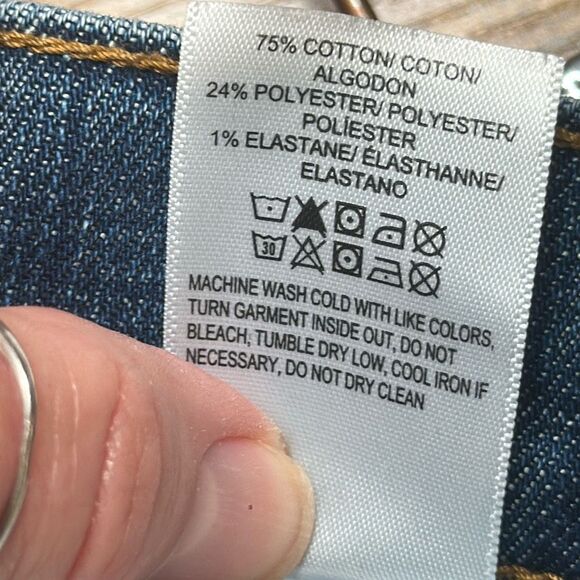 75% COTTON/ COTON/
ALGODON
24% POLYESTER/ POLYESTER/
POLÍESTER
1% ELASTANE/ ÉLASTHANNE/
ELASTANO
30
MACHINE WASH COLD WITH LIKE COLORS,
TURN GARMENT INSIDE OUT, DO NOT
BLEACH, TUMBLE DRY LOW, COOL IRON IF
NECESSARY, DO NOT DRY CLEAN